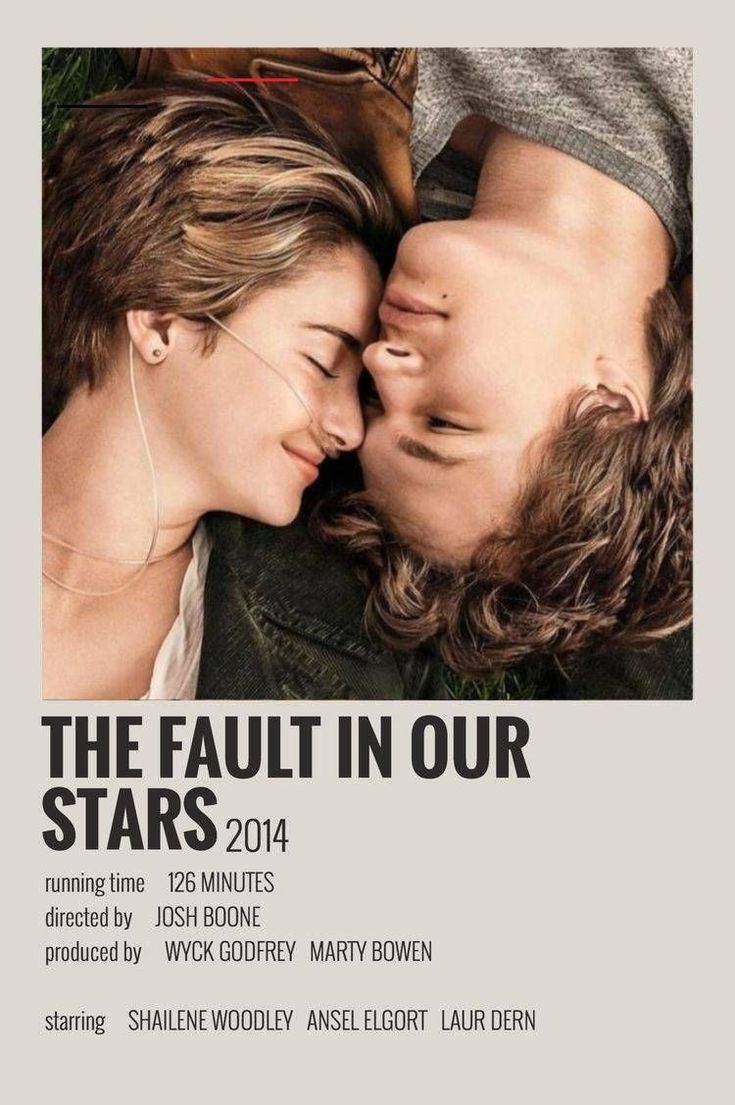 THE FAULT IN OUR
STARS 2014
running time 126 MINUTES
directed by JOSH BOONE
produced by WYCK GODFREY MARTY BOWEN
starring SHAILENE WOODLEY ANSEL ELGORT LAUR DERN